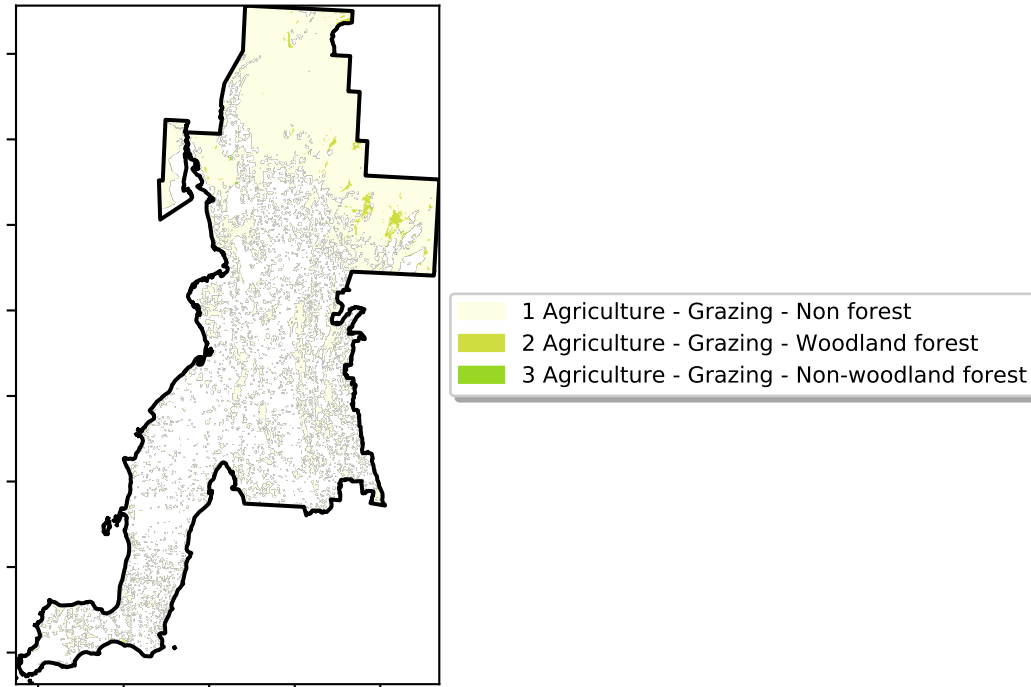 1 Agriculture - Grazing - Non forest
2 Agriculture - Grazing - Woodland forest
3 Agriculture - Grazing - Non-woodland forest